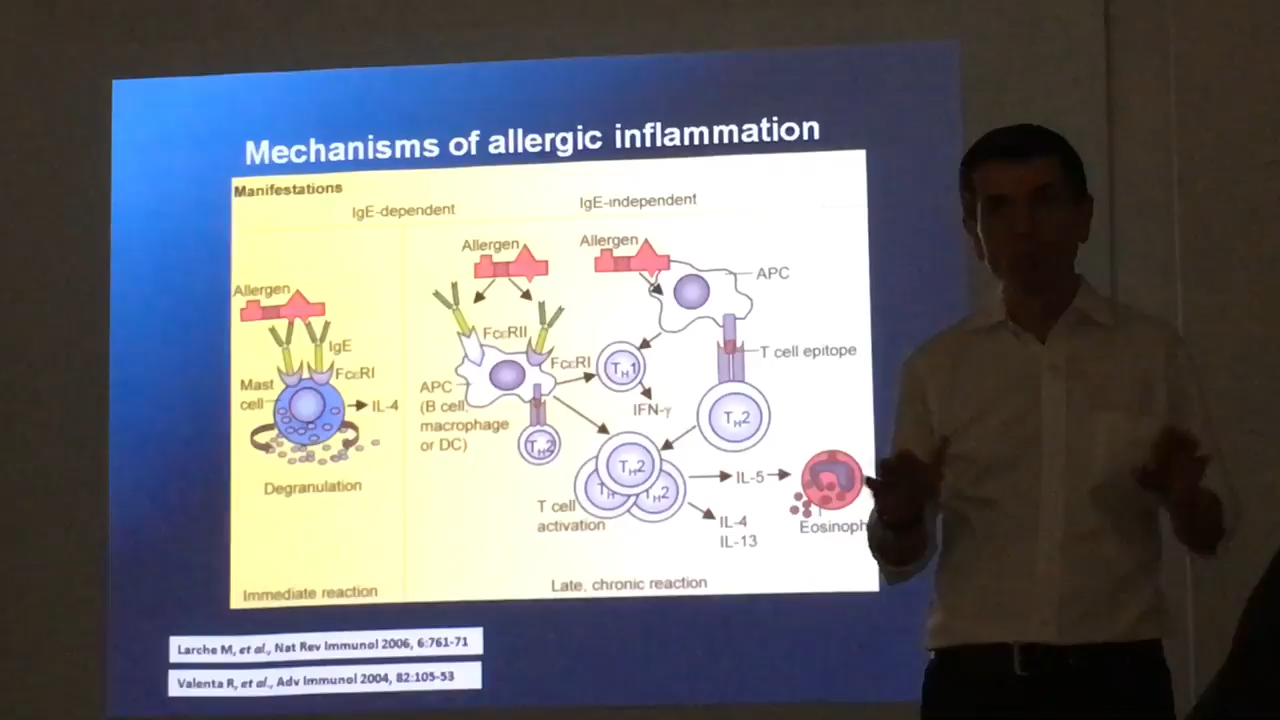 Mechanisms of allergic inflammation
Manifestations
IgE-dependent
IgE-independent
Allergen
Allergen
Allergen
APC
FcεRII
IgE
FcεRI
Mast
cell
IL-4
FcεRI
APC
(B cell,
macrophage
or DC)
TH1
IFN-γ
T cell epitope
TH2
TH2
TH2
TH
TH2
IL-5
T cell
activation
IL-4
IL-13
Eosinoph
Degranulation
Immediate reaction
Late, chronic reaction
Larche M, et al., Nat Rev Immunol 2006, 6:761-71
Valenta R, et al., Adv Immunol 2004, 82:105-53